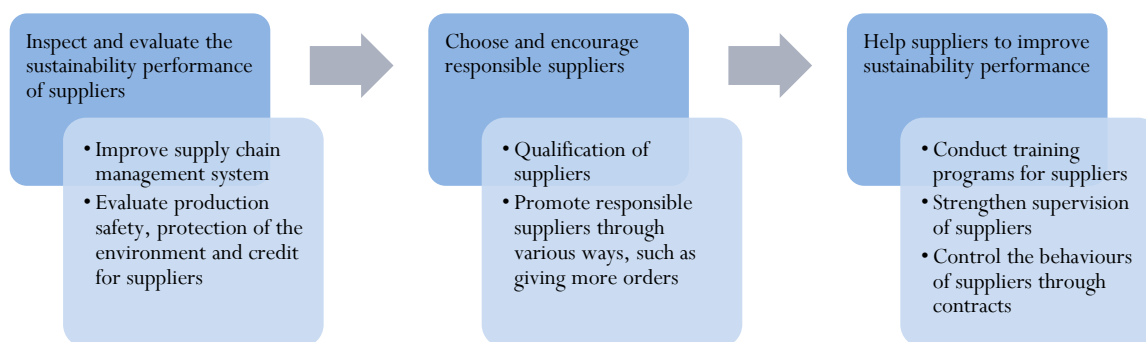 Inspect and evaluate the
sustainability performance
of suppliers
• Improve supply chain
management system
• Evaluate production
safety, protection of the
environment and credit
for suppliers
Choose and encourage
responsible suppliers
• Qualification of
suppliers
• Promote responsible
suppliers through
various ways, such as
giving more orders
Help suppliers to improve
sustainability performance
• Conduct training
programs for suppliers
• Strengthen supervision
of suppliers
• Control the behaviours
of suppliers through
contracts